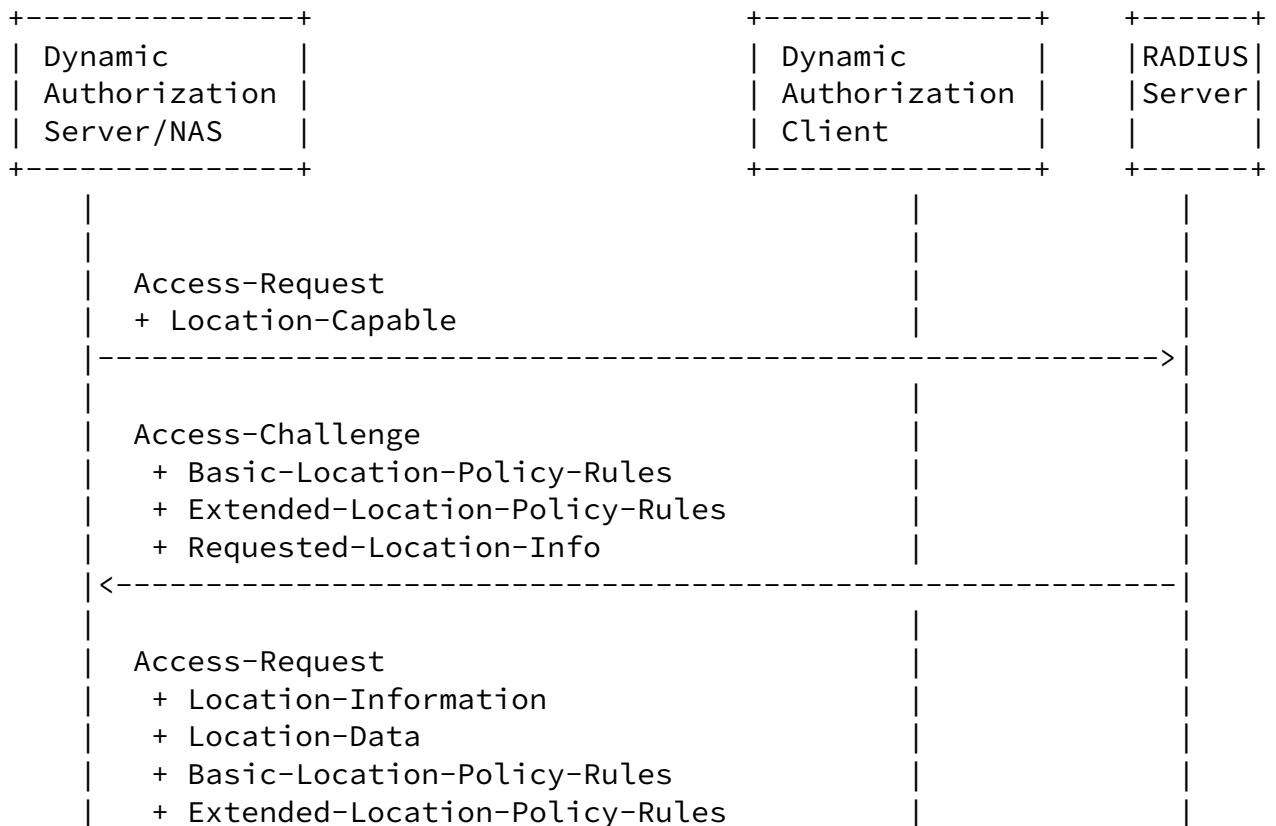 +---------------+                        +---------------+    +------+
| Dynamic       |                        | Dynamic       |    |RADIUS|
| Authorization |                        | Authorization |    |Server|
| Server/NAS    |                        | Client        |    |      |
+---------------+                        +---------------+    +------+
    |                                             |              |
    |                                             |              |
    |  Access-Request                             |              |
    |  + Location-Capable                         |              |
    |----------------------------------------------------------->|
    |                                             |              |
    |  Access-Challenge                           |              |
    |   + Basic-Location-Policy-Rules             |              |
    |   + Extended-Location-Policy-Rules          |              |
    |   + Requested-Location-Info                 |              |
    |<-----------------------------------------------------------|
    |                                             |              |
    |  Access-Request                             |              |
    |   + Location-Information                    |              |
    |   + Location-Data                           |              |
    |   + Basic-Location-Policy-Rules             |              |
    |   + Extended-Location-Policy-Rules          |              |